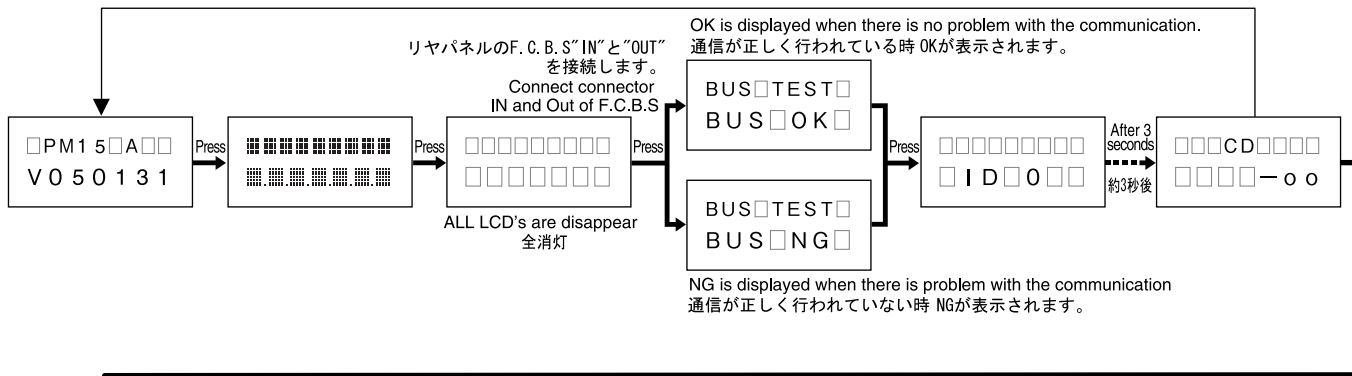 OK is displayed when there is no problem with the communication.
通信が正しく行われている時 OKが表示されます。
リヤパネルのF.C.B.S"IN"と"OUT"
を接続します。
Connect connector
IN and Out of F.C.B.S
□PM15□A□□
V050131
Press
Press
□□□□□□□□□
□□□□□□□
ALL LCD's are disappear
全消灯
Press
BUS□TEST□
BUS□OK□
BUS□TEST□
BUS□NG□
NG is displayed when there is problem with the communication
通信が正しく行われていない時 NGが表示されます。
Press
□□□□□□□□□
□ID□0□□
After 3
seconds
約3秒後
□□□CD□□□□
□□□□-oo